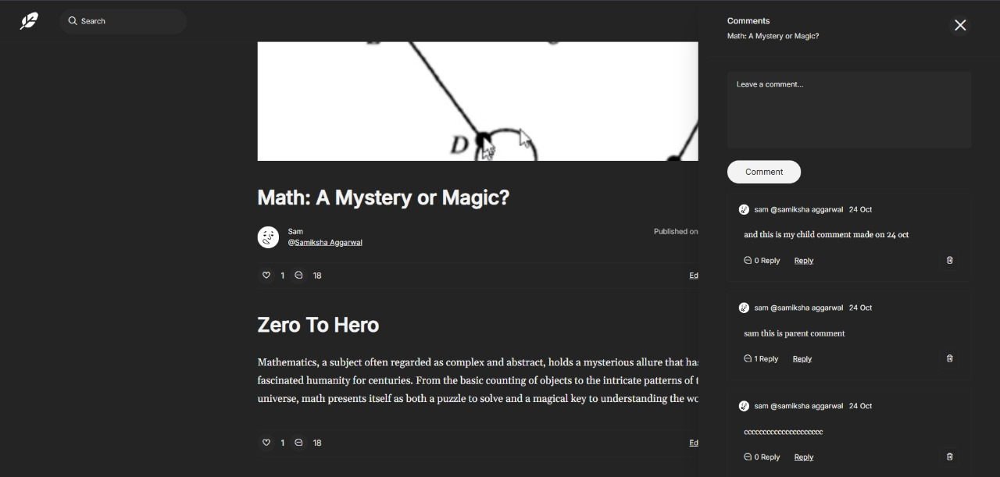 Search
D
Math: A Mystery or Magic?
Sam
@Samiksha Aggarwal
Published on
1
18
Ed
Zero To Hero
Mathematics, a subject often regarded as complex and abstract, holds a mysterious allure that ha
fascinated humanity for centuries. From the basic counting of objects to the intricate patterns of t
universe, math presents itself as both a puzzle to solve and a magical key to understanding the wo
1
18
Ed
Comments
Math: A Mystery or Magic?
Leave a comment...
Comment
sam @samiksha aggarwal 24 Oct
and this is my child comment made on 24 oct
0 Reply Reply
sam @samiksha aggarwal 24 Oct
sam this is parent comment
1 Reply Reply
sam @samiksha aggarwal 24 Oct
ccccccccccccccccccccc
0 Reply Reply